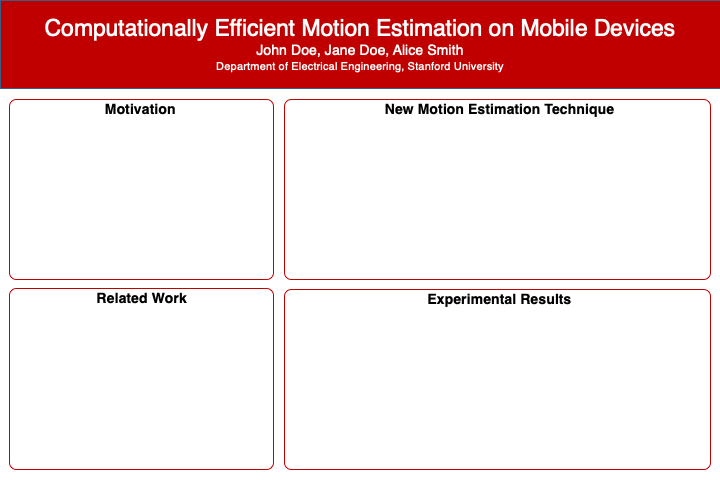 Computationally Efficient Motion Estimation on Mobile Devices
John Doe, Jane Doe, Alice Smith
Department of Electrical Engineering, Stanford University
Motivation
New Motion Estimation Technique
Related Work
Experimental Results